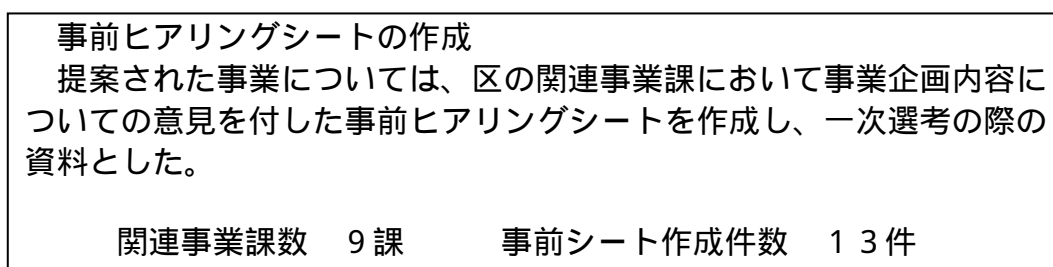 事前ヒアリングシートの作成
提案された事業については、区の関連事業課において事業企画内容に
ついての意見を付した事前ヒアリングシートを作成し、一次選考の際の
資料とした。
関連事業課数　９課　　　事前シート作成件数　１３件